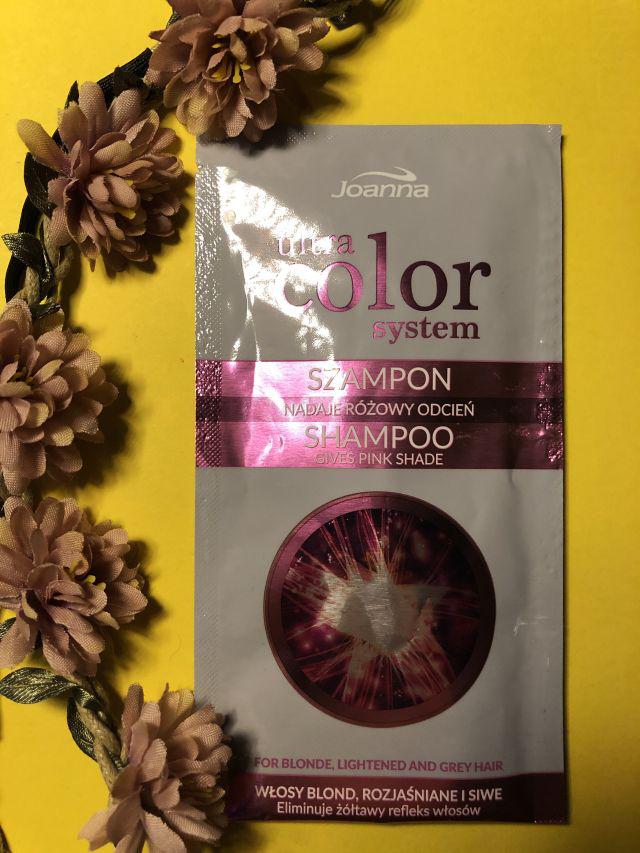 Joanna
ultra
color
system
SZAMPON
NADAJE RÓŻOWY ODCIEŃ
SHAMPOO
GIVES PINK SHADE
FOR BLONDE, LIGHTENED AND GREY HAIR
WŁOSY BLOND, ROZJAŚNIANE I SIWE
Eliminuje żółtawy refleks włosów